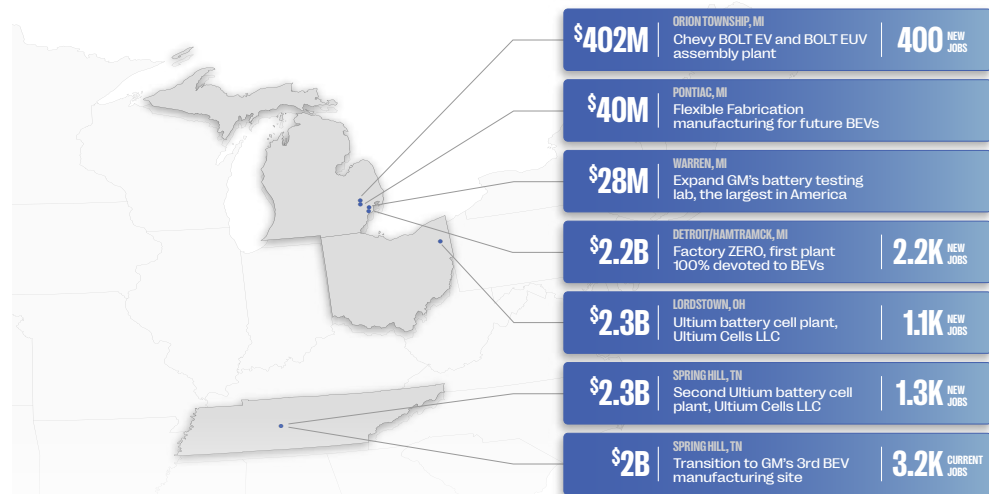 $402M
ORION TOWNSHIP, MI
Chevy BOLT EV and BOLT EUV
assembly plant
400 NEW
JOBS
$40M
PONTIAC, MI
Flexible Fabrication
manufacturing for future BEVs
$28M
WARREN, MI
Expand GM's battery testing
lab, the largest in America
$2.2B
DETROIT/HAMTRAMCK, MI
Factory ZERO, first plant
100% devoted to BEVs
2.2K NEW
JOBS
$2.3B
LORDSTOWN, OH
Ultium battery cell plant,
Ultium Cells LLC
1.1K NEW
JOBS
$2.3B
SPRING HILL, TN
Second Ultium battery cell
plant, Ultium Cells LLC
1.3K NEW
JOBS
$2B
SPRING HILL, TN
Transition to GM's 3rd BEV
manufacturing site
3.2K CURRENT
JOBS